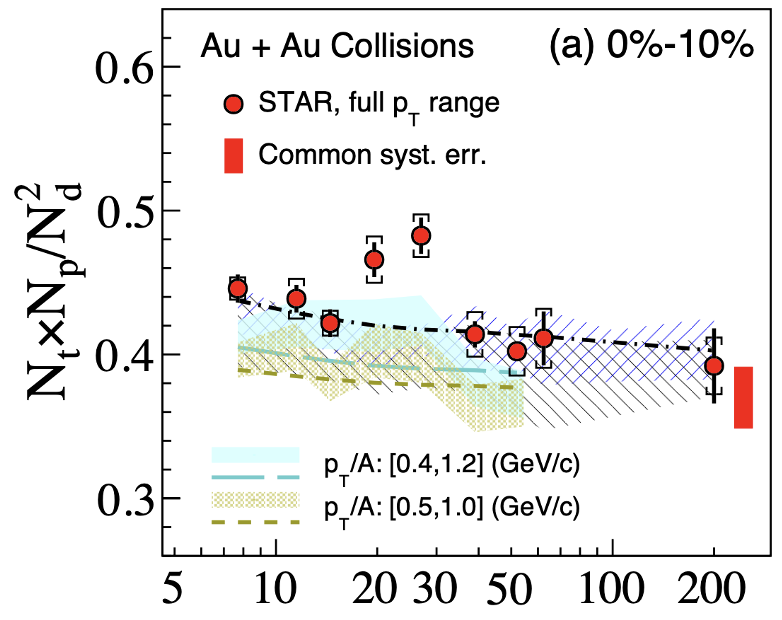 Au + Au Collisions
(a) 0%-10%
STAR, full p_T range
Common syst. err.
N_t×N_p/N_d^2
0.6
0.5
0.4
0.3
p_T/A: [0.4,1.2] (GeV/c)
p_T/A: [0.5,1.0] (GeV/c)
5 10 20 30 50 100 200